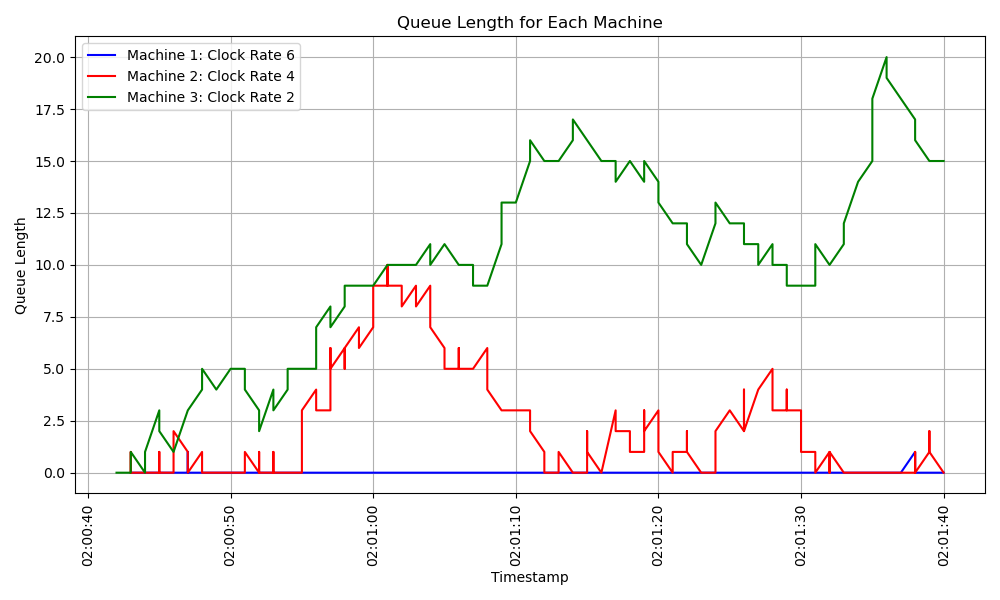 Queue Length for Each Machine
Machine 1: Clock Rate 6
Machine 2: Clock Rate 4
Machine 3: Clock Rate 2
Queue Length
20.0
17.5
15.0
12.5
10.0
7.5
5.0
2.5
0.0
02:00:40
02:00:50
02:01:00
02:01:10
02:01:20
02:01:30
02:01:40
Timestamp